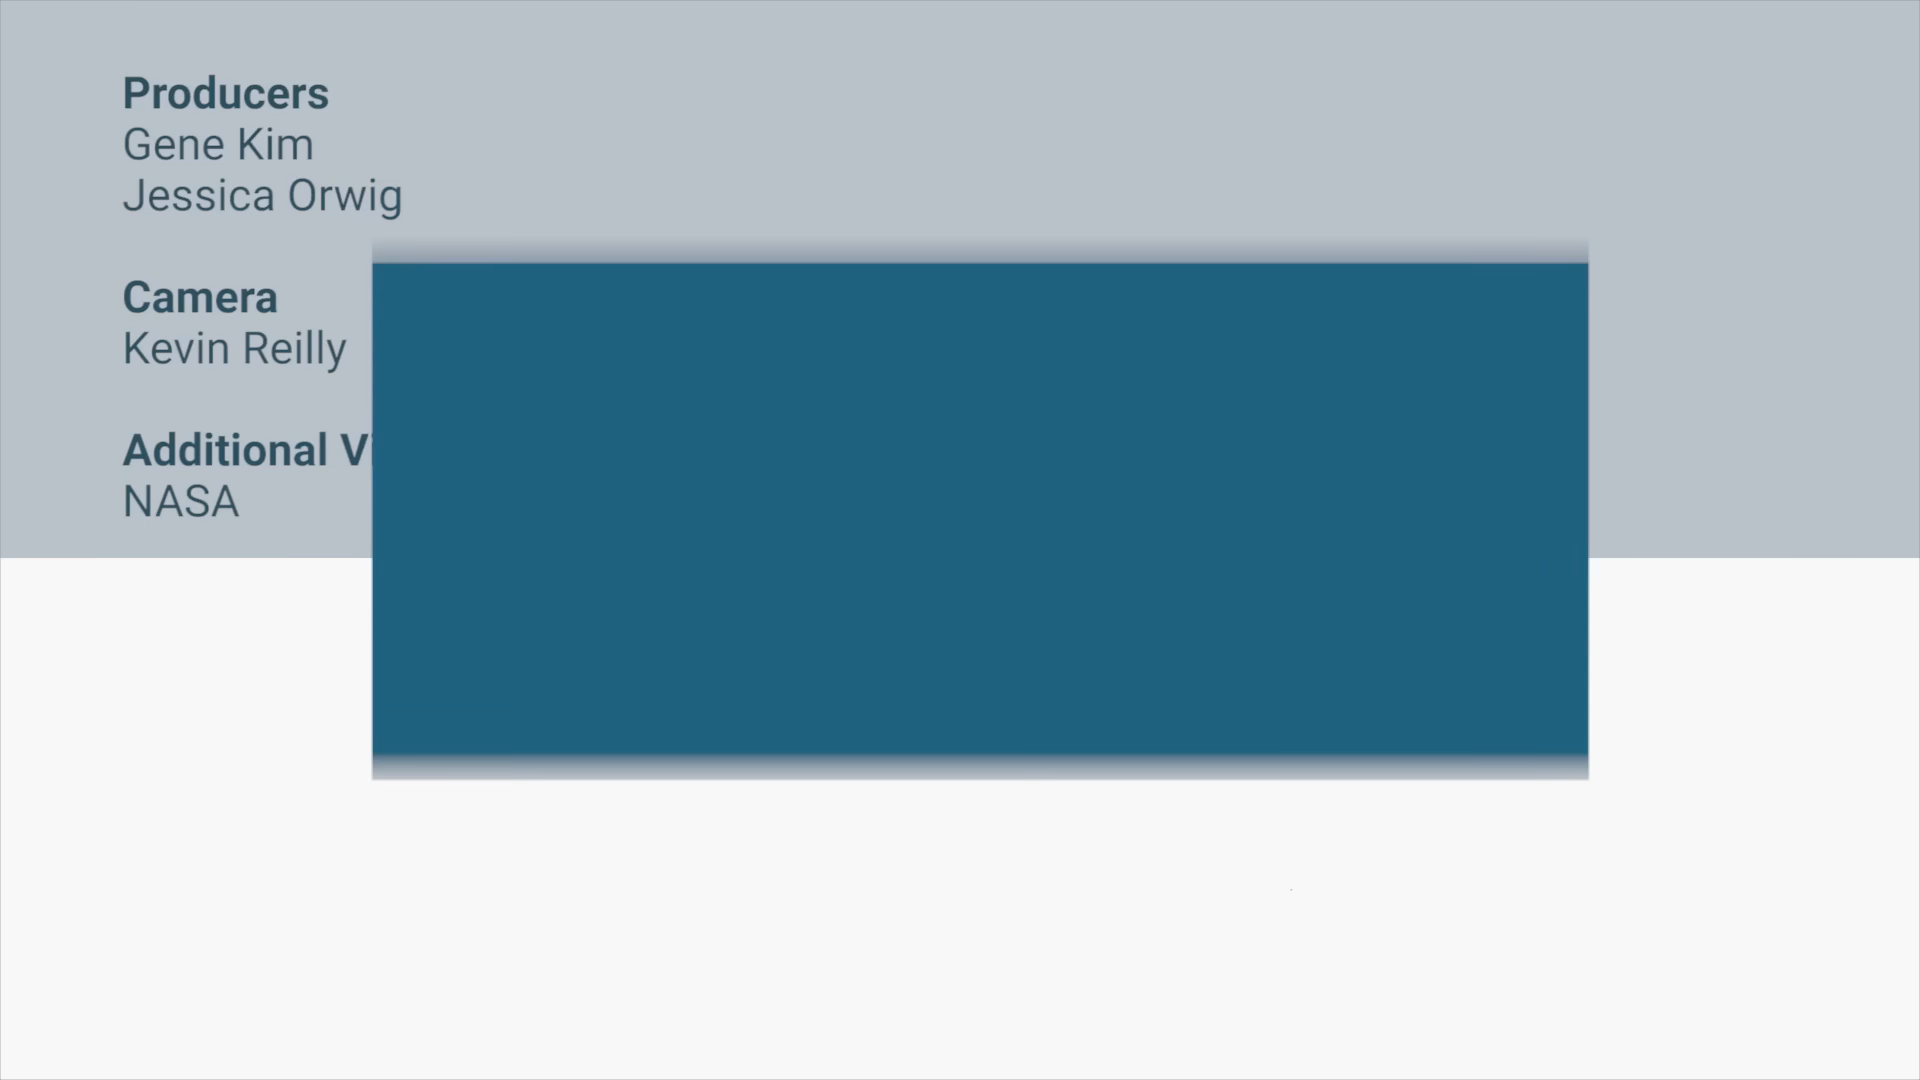 Producers
Gene Kim
Jessica Orwig
Camera
Kevin Reilly
Additional
NASA